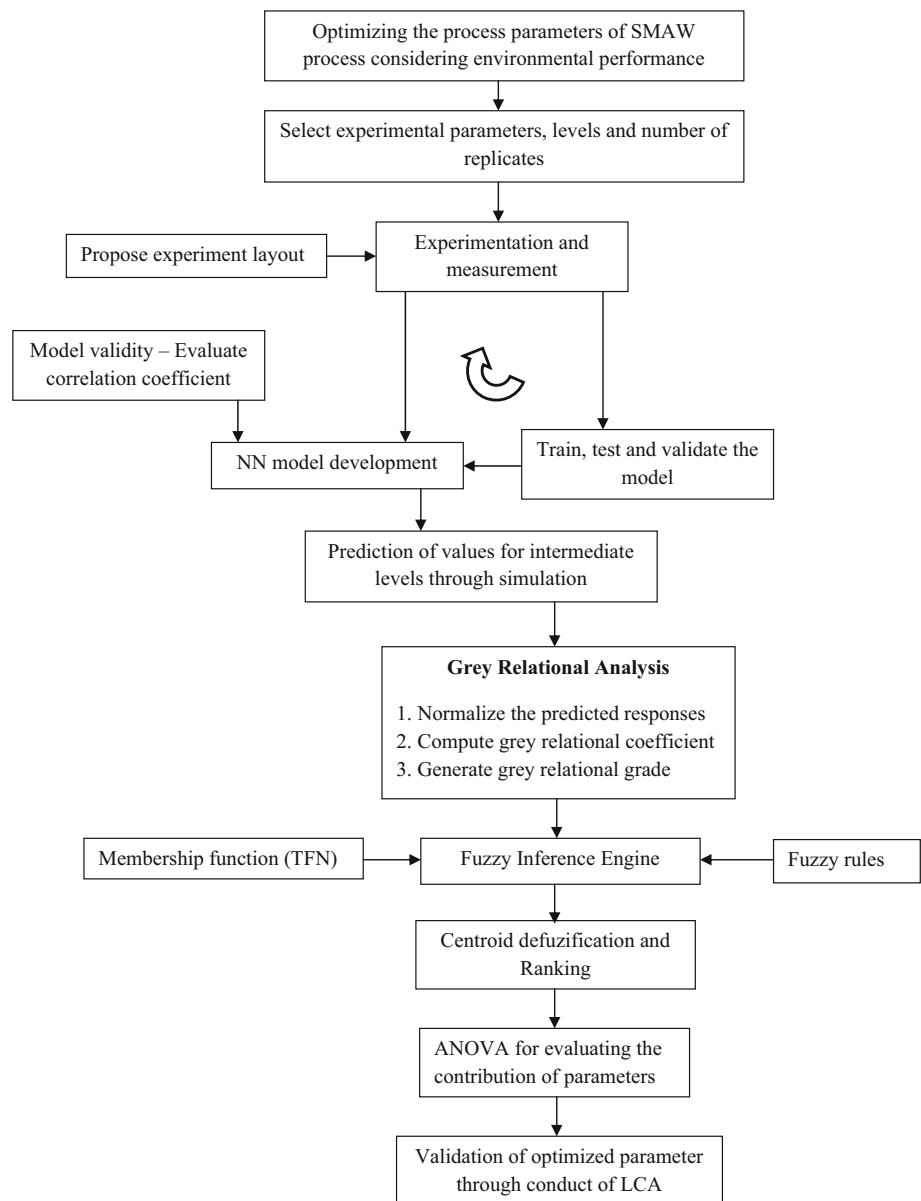 Optimizing the process parameters of SMAW
process considering environmental performance
Select experimental parameters, levels and number of
replicates
Propose experiment layout
Experimentation and
measurement
Model validity – Evaluate
correlation coefficient
NN model development
Train, test and validate the
model
Prediction of values for intermediate
levels through simulation
Grey Relational Analysis
1. Normalize the predicted responses
2. Compute grey relational coefficient
3. Generate grey relational grade
Membership function (TFN)
Fuzzy Inference Engine
Fuzzy rules
Centroid defuzification and
Ranking
ANOVA for evaluating the
contribution of parameters
Validation of optimized parameter
through conduct of LCA